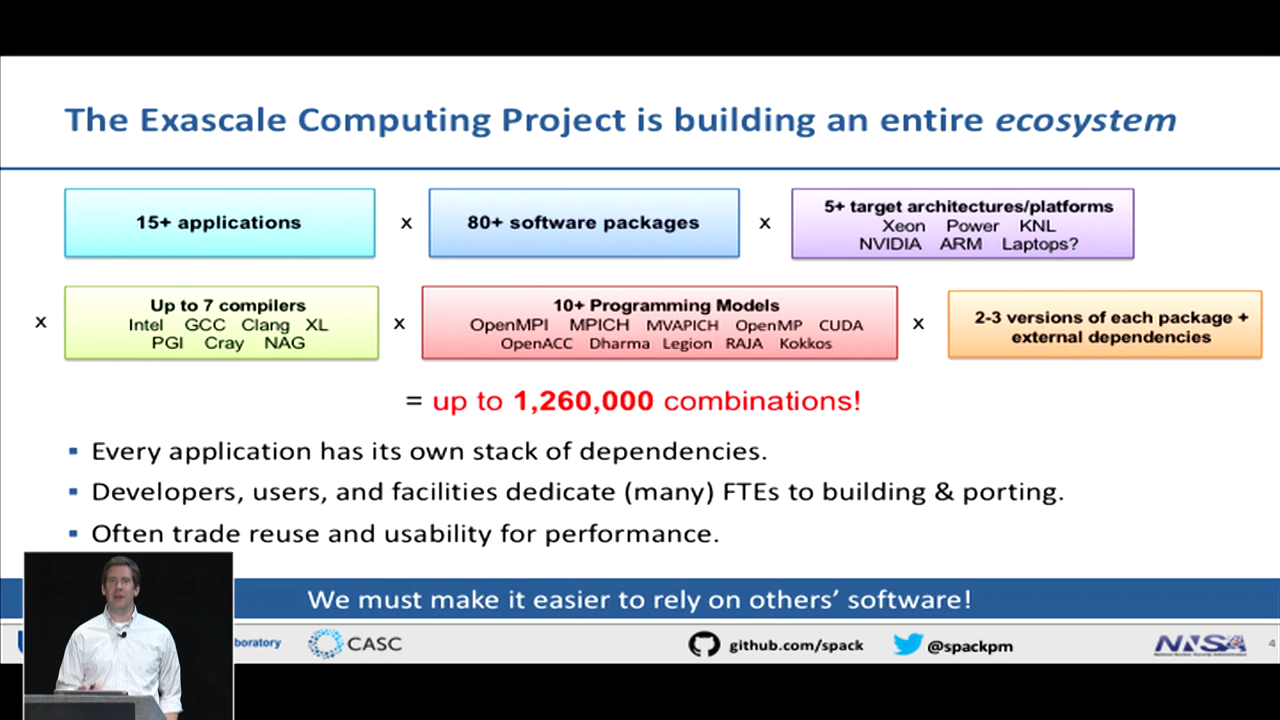 The Exascale Computing Project is building an entire ecosystem
15+ applications
x
80+ software packages
x
5+ target architectures/platforms
Xeon Power KNL
NVIDIA ARM Laptops?
x
Up to 7 compilers
Intel GCC Clang XL
PGI Cray NAG
x
10+ Programming Models
OpenMPI MPICH MVAPICH OpenMP CUDA
OpenACC Dharma Legion RAJA Kokkos
x
2-3 versions of each package +
external dependencies
= up to 1,260,000 combinations!
Every application has its own stack of dependencies.
Developers, users, and facilities dedicate (many) FTEs to building & porting.
Often trade reuse and usability for performance.
We must make it easier to rely on others' software!
CASC
github.com/spack
@spackpm
NNSA
4